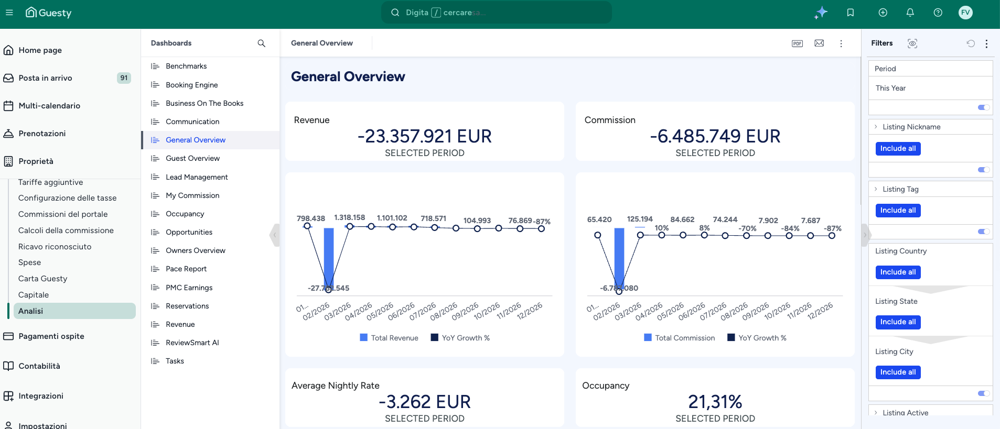 Guesty
Digita / cercare
FV
Home page
Posta in arrivo 91
Multi-calendario
Prenotazioni
Proprietà
Tariffe aggiuntive
Configurazione delle tasse
Commissioni del portale
Calcoli della commissione
Ricavo riconosciuto
Spese
Carta Guesty
Capitale
Analisi
Pagamenti ospite
Contabilità
Integrazioni
Impostazioni
Dashboards
Benchmarks
Booking Engine
Business On The Books
Communication
General Overview
Guest Overview
Lead Management
My Commission
Occupancy
Opportunities
Owners Overview
Pace Report
PMC Earnings
Reservations
Revenue
ReviewSmart AI
Tasks
General Overview
PDF
General Overview
Revenue
-23.357.921 EUR
SELECTED PERIOD
Commission
-6.485.749 EUR
SELECTED PERIOD
798.438 1.318.158 1.101.102 718.571 104.993 76.869 -87%
01... 02/2026 03/2026 04/2026 05/2026 06/2026 07/2026 08/2026 09/2026 10/2026 11/2026 12/2026
Total Revenue YoY Growth %
65.420 125.194 10% 84.662 8% 74.244 -70% 7.902 -84% 7.687 -87%
01... 02/2026 03/2026 04/2026 05/2026 06/2026 07/2026 08/2026 09/2026 10/2026 11/2026 12/2026
Total Commission YoY Growth %
Average Nightly Rate
-3.262 EUR
SELECTED PERIOD
Occupancy
21,31%
SELECTED PERIOD
Filters
Period
This Year
Listing Nickname
Include all
Listing Tag
Include all
Listing Country
Include all
Listing State
Include all
Listing City
Include all
Listing Active